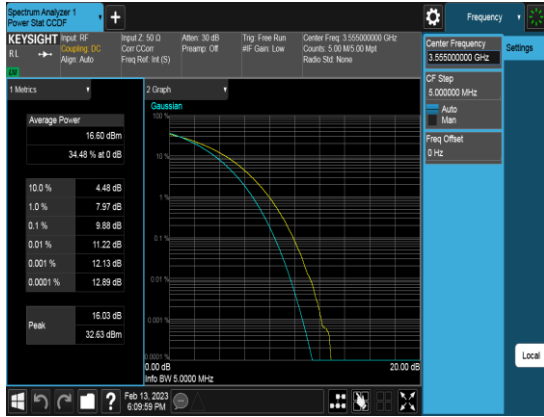 Spectrum Analyzer 1
Power Stat CCDF
Frequency
KEYSIGHT
RL
Input: RF
Coupling: DC
Align: Auto
Input Z: 50 Ω
Corr CCorr
Freq Ref: Int (S)
Atten: 30 dB
Preamp: Off
Trig: Free Run
#IF Gain: Low
Center Freq: 3.555000000 GHz
Counts: 5.00 M/5.00 Mpt
Radio Std: None
1 Metrics
Average Power
16.60 dBm
34.48 % at 0 dB
10.0 % 4.48 dB
1.0 % 7.97 dB
0.1 % 9.88 dB
0.01 % 11.22 dB
0.001 % 12.13 dB
0.0001 % 12.89 dB
Peak
16.03 dB
32.63 dBm
2 Graph
Gaussian
100 %
10 %
1 %
0.1 %
0.01 %
0.001 %
0.0001 %
0.00 dB 20.00 dB
Info BW 5.0000 MHz
Center Frequency
3.555000000 GHz
Settings
CF Step
5.000000 MHz
Auto
Man
Freq Offset
0 Hz
Local
?
Feb 13, 2023
6:09:59 PM